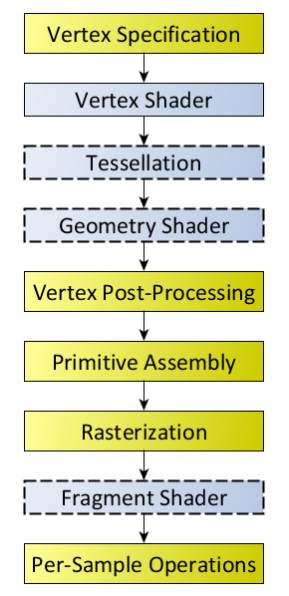 Vertex Specification
Vertex Shader
Tessellation
Geometry Shader
Vertex Post-Processing
Primitive Assembly
Rasterization
Fragment Shader
Per-Sample Operations